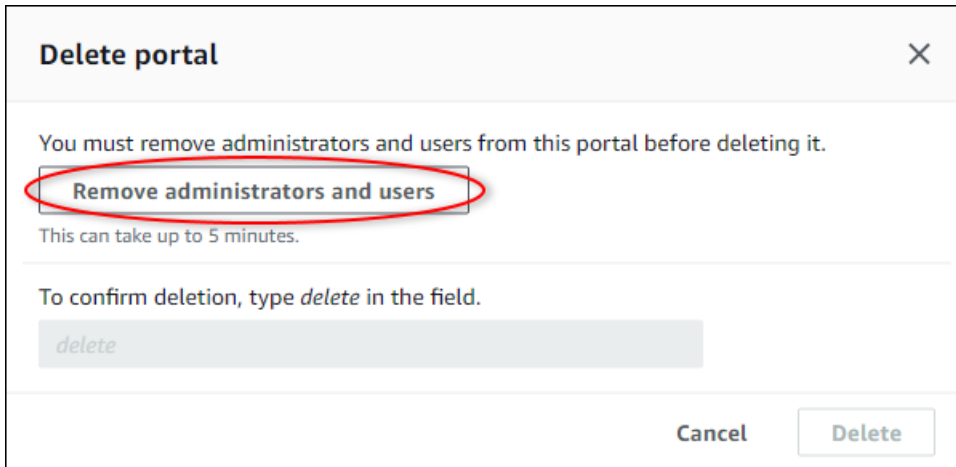 Delete portal
You must remove administrators and users from this portal before deleting it.
Remove administrators and users
This can take up to 5 minutes.
To confirm deletion, type delete in the field.
delete
Cancel
Delete